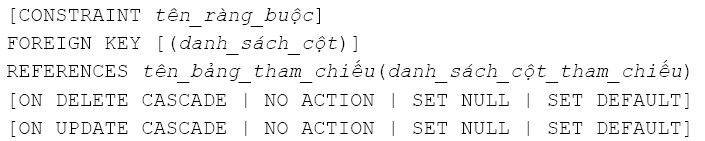 [CONSTRAINT tên_ràng_buộc]
FOREIGN KEY [(danh_sách_cột)]
REFERENCES tên_bảng_tham_chiếu(danh_sách_cột_tham_chiếu)
[ON DELETE CASCADE | NO ACTION | SET NULL | SET DEFAULT]
[ON UPDATE CASCADE | NO ACTION | SET NULL | SET DEFAULT]